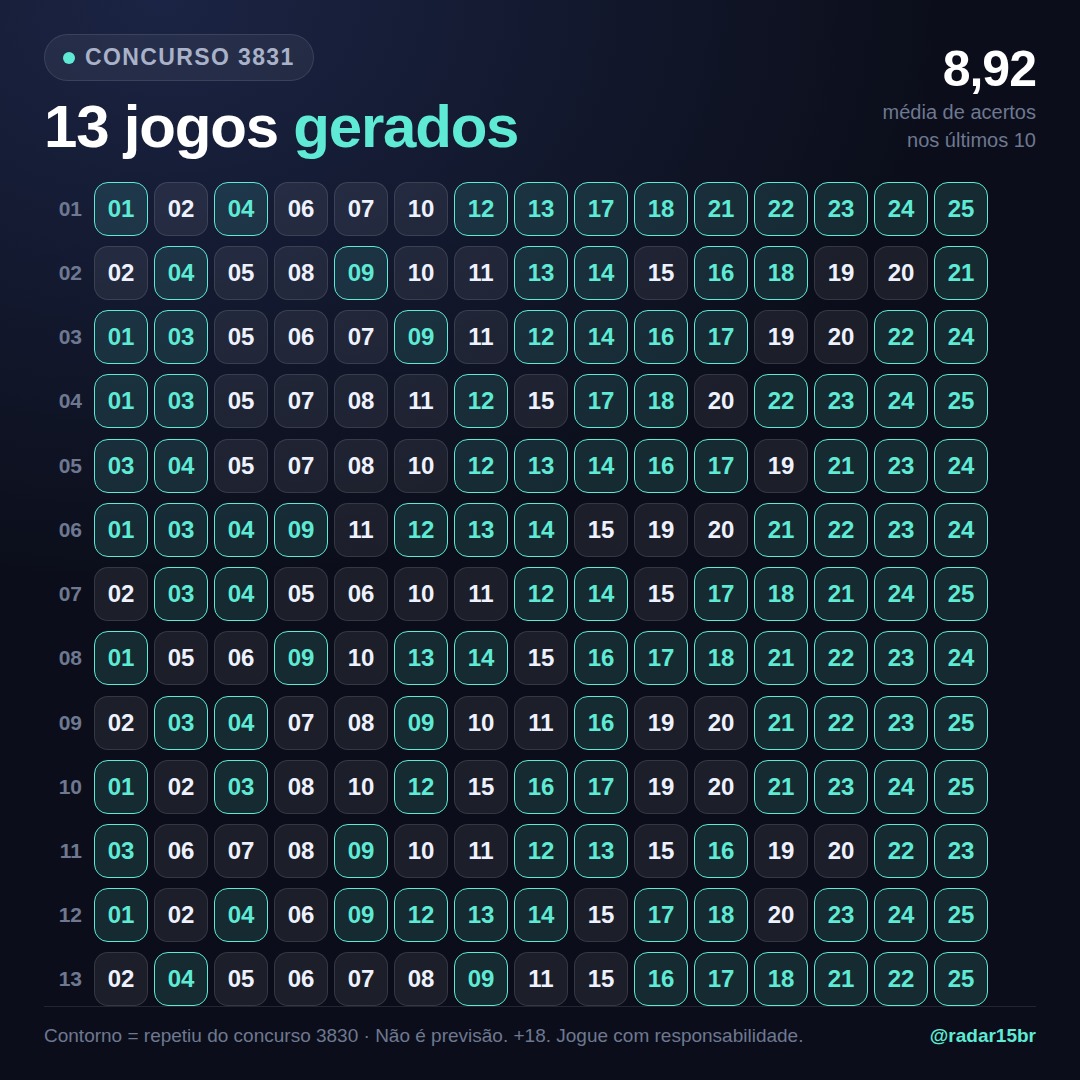 CONCURSO 3831
8,92
13 jogos gerados
média de acertos
nos últimos 10
01 01 02 04 06 07 10 12 13 17 18 21 22 23 24 25
02 02 04 05 08 09 10 11 13 14 15 16 18 19 20 21
03 01 03 05 06 07 09 11 12 14 16 17 19 20 22 24
04 01 03 05 07 08 11 12 15 17 18 20 22 23 24 25
05 03 04 05 07 08 10 12 13 14 16 17 19 21 23 24
06 01 03 04 09 11 12 13 14 15 19 20 21 22 23 24
07 02 03 04 05 06 10 11 12 14 15 17 18 21 24 25
08 01 05 06 09 10 13 14 15 16 17 18 21 22 23 24
09 02 03 04 07 08 09 10 11 16 19 20 21 22 23 25
10 01 02 03 08 10 12 15 16 17 19 20 21 23 24 25
11 03 06 07 08 09 10 11 12 13 15 16 19 20 22 23
12 01 02 04 06 09 12 13 14 15 17 18 20 23 24 25
13 02 04 05 06 07 08 09 11 15 16 17 18 21 22 25
Contorno = repetiu do concurso 3830 · Não é previsão. +18. Jogue com responsabilidade.
@radar15br